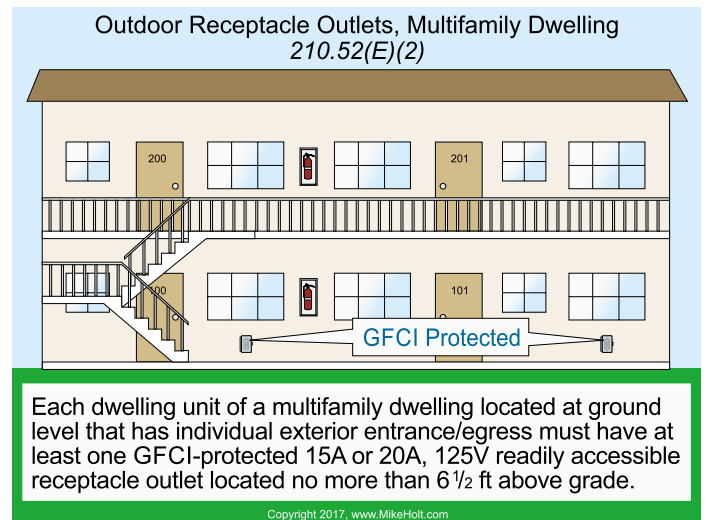 Outdoor Receptacle Outlets, Multifamily Dwelling
210.52(E)(2)
200
201
100
101
GFCI Protected
Each dwelling unit of a multifamily dwelling located at ground
level that has individual exterior entrance/egress must have at
least one GFCI-protected 15A or 20A, 125V readily accessible
receptacle outlet located no more than 6 1/2 ft above grade.
Copyright 2017, www.MikeHolt.com